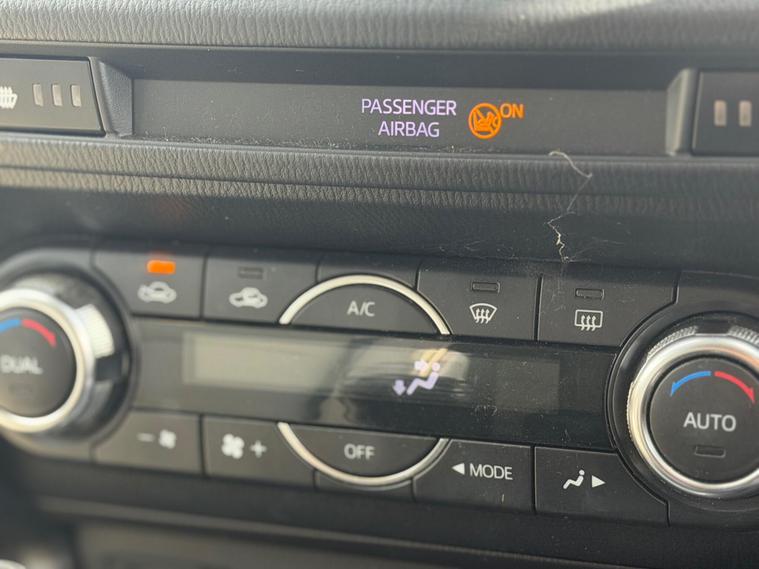 PASSENGER
AIRBAG
ON
A/C
DUAL
AUTO
- +
OFF
MODE